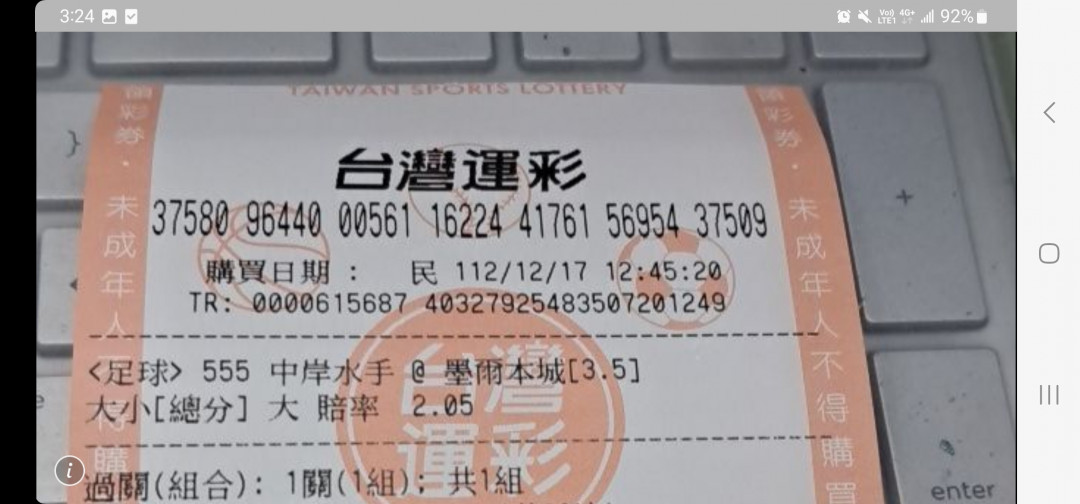 3:24
Vo) 4G+
LTE1
92%
TAIWAN SPORTS LOTTERY
台灣運彩
37580 96440 00561 16224 41761 56954 37509
購買日期： 民 112/12/17 12:45:20
TR: 0000615687 40327925483507201249
<足球> 555 中岸水手 @ 墨爾本城[3.5]
大小[總分] 大 賠率 2.05
過關(組合): 1關(1組); 共1組
彩券・未成年人不得購
彩券・未成年人不得購買
台灣
運彩
}
+
enter